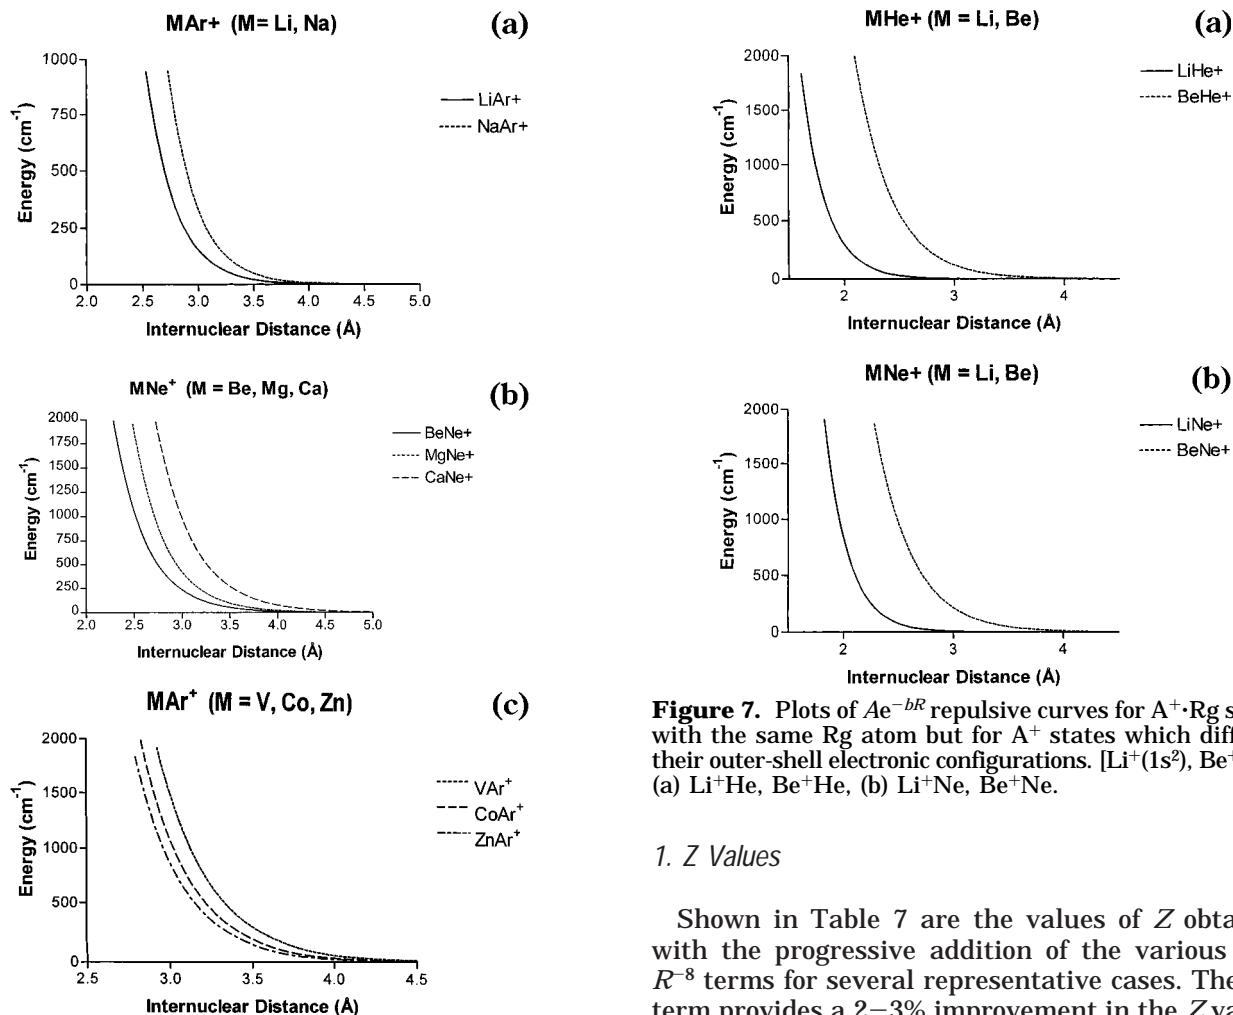 MAr+ (M= Li, Na)
(a)
1000
750
500
250
0
2.0 2.5 3.0 3.5 4.0 4.5 5.0
Energy (cm⁻¹)
Internuclear Distance (Å)
LiAr+
NaAr+
MNe⁺ (M = Be, Mg, Ca)
(b)
2000
1750
1500
1250
1000
750
500
250
0
2.0 2.5 3.0 3.5 4.0 4.5 5.0
Energy (cm⁻¹)
Internuclear Distance (Å)
BeNe+
MgNe+
CaNe+
MAr⁺ (M = V, Co, Zn)
(c)
2000
1500
1000
500
0
2.5 3.0 3.5 4.0 4.5
Energy (cm⁻¹)
Internuclear Distance (Å)
VAr⁺
CoAr⁺
ZnAr⁺
MHe+ (M = Li, Be)
(a)
2000
1500
1000
500
0
2 3 4
Energy (cm⁻¹)
Internuclear Distance (Å)
LiHe+
BeHe+
MNe+ (M = Li, Be)
(b)
2000
1500
1000
500
0
2 3 4
Energy (cm⁻¹)
Internuclear Distance (Å)
LiNe+
BeNe+
Figure 7. Plots of Ae⁻ᵇᴿ repulsive curves for A⁺·Rg s
with the same Rg atom but for A⁺ states which diff
their outer-shell electronic configurations. [Li⁺(1s²), Be⁺
(a) Li⁺He, Be⁺He, (b) Li⁺Ne, Be⁺Ne.
1. Z Values
Shown in Table 7 are the values of Z obta
with the progressive addition of the various
R⁻⁸ terms for several representative cases. The
term provides a 2−3% improvement in the Z va